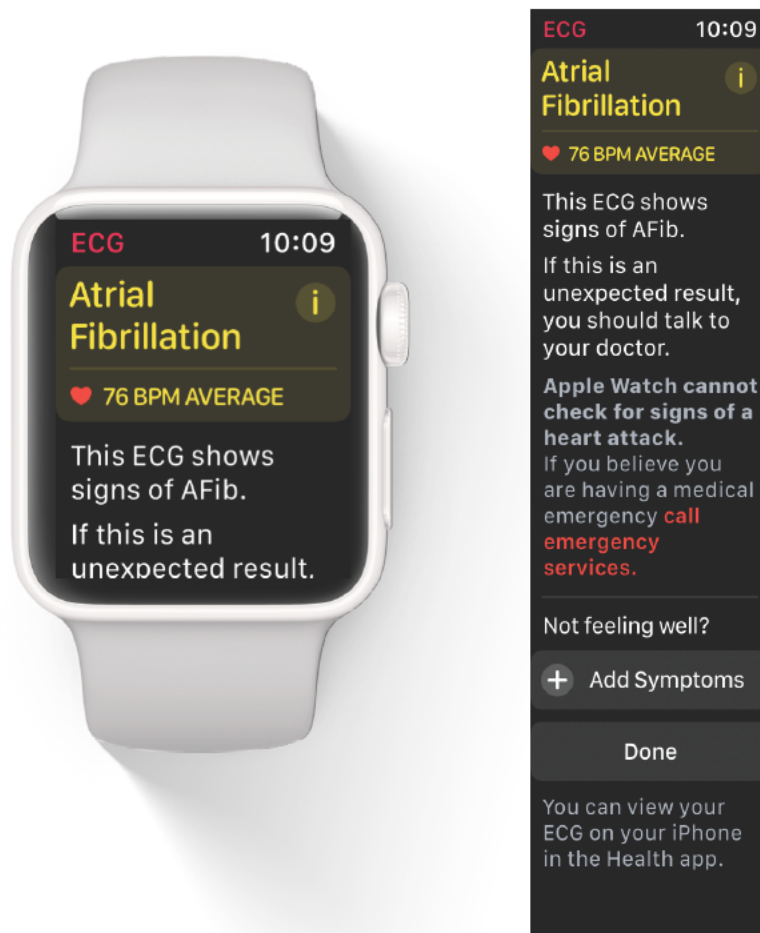 ECG 10:09
Atrial
Fibrillation
i
76 BPM AVERAGE
This ECG shows
signs of AFib.
If this is an
unexpected result.
ECG 10:09
Atrial
Fibrillation
i
76 BPM AVERAGE
This ECG shows
signs of AFib.
If this is an
unexpected result,
you should talk to
your doctor.
Apple Watch cannot
check for signs of a
heart attack.
If you believe you
are having a medical
emergency call
emergency
services.
Not feeling well?
+ Add Symptoms
Done
You can view your
ECG on your iPhone
in the Health app.